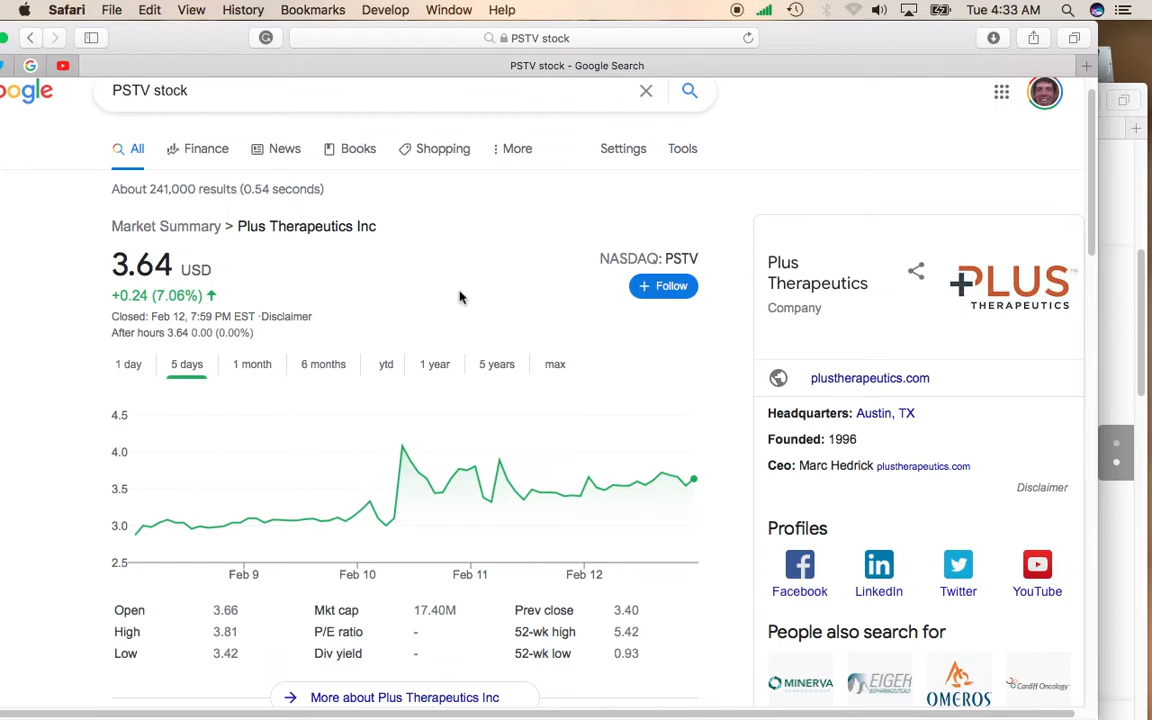 Safari File Edit View History Bookmarks Develop Window Help Tue 4:33 AM
PSTV stock
PSTV stock - Google Search
ogle PSTV stock
All Finance News Books Shopping More Settings Tools
About 241,000 results (0.54 seconds)
Market Summary > Plus Therapeutics Inc
3.64 USD
NASDAQ: PSTV
+0.24 (7.06%)
+ Follow
Closed: Feb 12, 7:59 PM EST ·Disclaimer
After hours 3.64 0.00 (0.00%)
1 day 5 days 1 month 6 months ytd 1 year 5 years max
4.5
4.0
3.5
3.0
2.5
Feb 9 Feb 10 Feb 11 Feb 12
Open 3.66 Mkt cap 17.40M Prev close 3.40
High 3.81 P/E ratio - 52-wk high 5.42
Low 3.42 Div yield - 52-wk low 0.93
More about Plus Therapeutics Inc
Plus
Therapeutics
Company
PLUS™
THERAPEUTICS
plustherapeutics.com
Headquarters: Austin, TX
Founded: 1996
Ceo: Marc Hedrick plustherapeutics.com
Disclaimer
Profiles
Facebook LinkedIn Twitter YouTube
People also search for
MINERVA EIGER OMEROS Cardiff Oncology